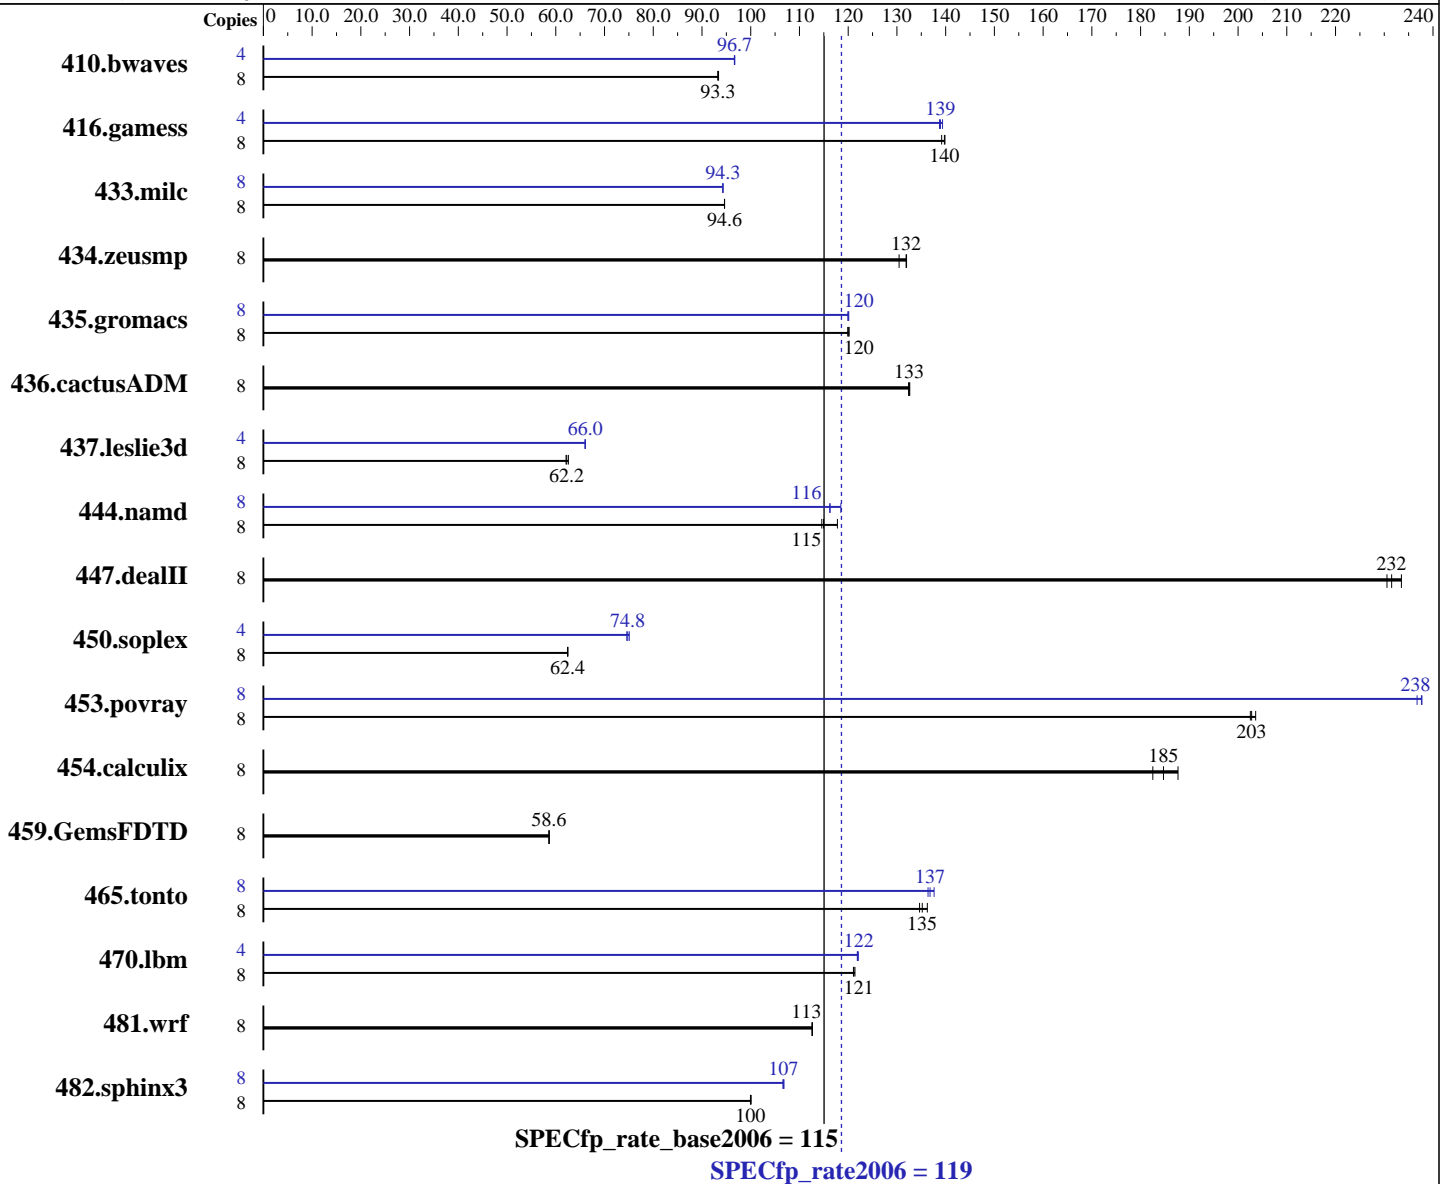 Copies 0 10.0 20.0 30.0 40.0 50.0 60.0 70.0 80.0 90.0 100 110 120 130 140 150 160 170 180 190 200 210 220 240
410.bwaves 4 96.7
8 93.3
416.gamess 4 139
8 140
433.milc 8 94.3
8 94.6
434.zeusmp 8 132
435.gromacs 8 120
8 120
436.cactusADM 8 133
437.leslie3d 4 66.0
8 62.2
444.namd 8 116
8 115
447.dealII 8 232
450.soplex 4 74.8
8 62.4
453.povray 8 238
8 203
454.calculix 8 185
459.GemsFDTD 8 58.6
465.tonto 8 137
8 135
470.lbm 4 122
8 121
481.wrf 8 113
482.sphinx3 8 107
8 100
SPECfp_rate_base2006 = 115
SPECfp_rate2006 = 119